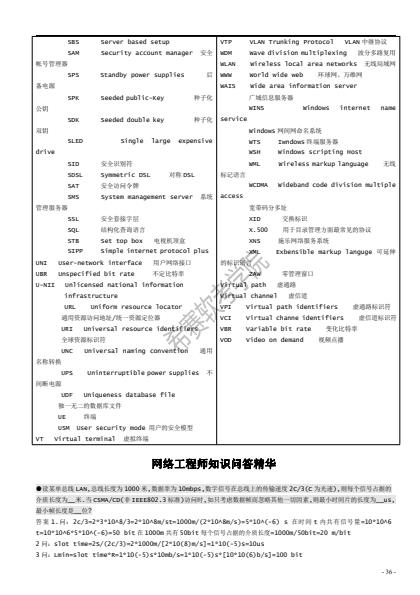 SBS Server based setup
SAM Security account manager 安全
帐号管理器
SPS Standby power supplies 后
备电源
SPK Seeded public-Key 种子化
公钥
SDK Seeded double key 种子化
双钥
SLED Single large expensive
drive
SID 安全识别符
SDSL Symmetric DSL 对称 DSL
SAT 安全访问令牌
SMS System management server 系统
管理服务器
SSL 安全套接字层
SQL 结构化查询语言
STB Set top box 电视机顶盒
SIPP Simple internet protocol plus
UNI User-network interface 用户网络接口
UBR Unspecified bit rate 不定比特率
U-NII Unlicensed national information
infrastructure
URL Uniform resource locator
通用资源访问地址/统一资源定位器
URI Universal resource identifiers
全球资源标识符
UNC Universal naming convention 通用
名称转换
UPS Uninterruptible power supplies 不
间断电源
UDF Uniqueness database file
独一无二的数据库文件
UE 终端
USM User security mode 用户的安全模型
VT Virtual terminal 虚拟终端
VTP VLAN Trunking Protocol VLAN 中继协议
WDM Wave division multiplexing 波分多路复用
WLAN Wireless local area networks 无线局域网
WWW World wide web 环球网、万维网
WAIS Wide area information server
广域信息服务器
WINS Windows internet name
service
Windows 网间网命名系统
WTS Iwndows 终端服务器
WSH Windows scripting Host
WML Wireless markup language 无线
标记语言
WCDMA Wideband code division multiple
access
宽带码分多址
XID 交换标识
X.500 用于目录管理方面最常见的协议
XNS 施乐网络服务系统
XML Exbensible markup languge 可延伸
的标识语言
ZAW 零管理窗口
Virtual path 虚通路
Virtual channel 虚信道
VPI Virtual path identifiers 虚通路标识符
VCI Virtual channe identifiers 虚信道标识符
VBR Variable bit rate 变化比特率
VOD Video on demand 视频点播
希赛软考学院
网络工程师知识问答精华
●设某单总线 LAN,总线长度为 1000 米,数据率为 10mbps,数字信号在总线上的传输速度 2C/3(C 为光速),则每个信号占据的
介质长度为__米.当 CSMA/CD(非 IEEE802.3 标准)访问时,如只考虑数据帧而忽略其他一切因素,则最小时间片的长度为__us,
最小帧长度是__位?
答案 1.问: 2c/3=2*3*10^8/3=2*10^8m/st=1000m/(2*10^8m/s)=5*10^(-6) s 在时间 t 内共有信号量=10*10^6
t=10*10^6*5*10^(-6)=50 bit 在 1000m 共有 50bit 每个信号占据的介质长度=1000m/50bit=20 m/bit
2 问: slot time=2S/(2c/3)=2*1000m/[2*10(8)m/s]=1*10(-5)s=10us
3 问: Lmin=slot time*R=1*10(-5)s*10mb/s=1*10(-5)s*[10*10(6)b/s]=100 bit
- 36 -